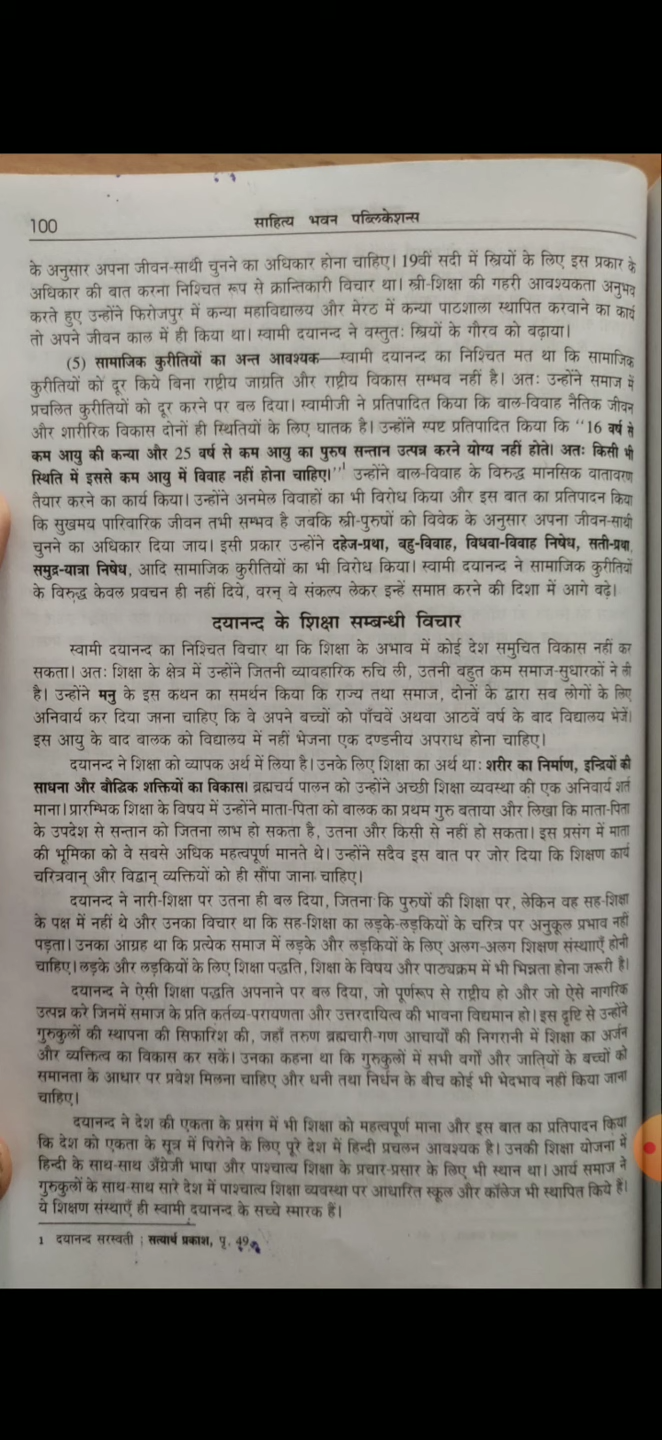 100
साहित्य भवन पब्लिकेशन्स
के अनुसार अपना जीवन-साथी चुनने का अधिकार होना चाहिए। 19वीं सदी में स्त्रियों के लिए इस प्रकार के
अधिकार की बात करना निश्चित रूप से क्रान्तिकारी विचार था। स्त्री-शिक्षा की गहरी आवश्यकता अनुभव
करते हुए उन्होंने फिरोजपुर में कन्या महाविद्यालय और मेरठ में कन्या पाठशाला स्थापित करवाने का कार्य
तो अपने जीवन काल में ही किया था। स्वामी दयानन्द ने वस्तुतः स्त्रियों के गौरव को बढ़ाया।
(5) सामाजिक कुरीतियों का अन्त आवश्यक—स्वामी दयानन्द का निश्चित मत था कि सामाजिक
कुरीतियों को दूर किये बिना राष्ट्रीय जाग्रति और राष्ट्रीय विकास सम्भव नहीं है। अतः उन्होंने समाज में
प्रचलित कुरीतियों को दूर करने पर बल दिया। स्वामीजी ने प्रतिपादित किया कि बाल-विवाह नैतिक जीवन
और शारीरिक विकास दोनों ही स्थितियों के लिए घातक है। उन्होंने स्पष्ट प्रतिपादित किया कि ‘‘16 वर्ष से
कम आयु की कन्या और 25 वर्ष से कम आयु का पुरुष सन्तान उत्पन्न करने योग्य नहीं होते। अतः किसी भी
स्थिति में इससे कम आयु में विवाह नहीं होना चाहिए।’’1 उन्होंने बाल-विवाह के विरुद्ध मानसिक वातावरण
तैयार करने का कार्य किया। उन्होंने अनमेल विवाहों का भी विरोध किया और इस बात का प्रतिपादन किया
कि सुखमय पारिवारिक जीवन तभी सम्भव है जबकि स्त्री-पुरुषों को विवेक के अनुसार अपना जीवन-साथी
चुनने का अधिकार दिया जाय। इसी प्रकार उन्होंने दहेज-प्रथा, बहु-विवाह, विधवा-विवाह निषेध, सती-प्रथा,
समुद्र-यात्रा निषेध, आदि सामाजिक कुरीतियों का भी विरोध किया। स्वामी दयानन्द ने सामाजिक कुरीतियों
के विरुद्ध केवल प्रवचन ही नहीं दिये, वरन् वे संकल्प लेकर इन्हें समाप्त करने की दिशा में आगे बढ़े।
दयानन्द के शिक्षा सम्बन्धी विचार
स्वामी दयानन्द का निश्चित विचार था कि शिक्षा के अभाव में कोई देश समुचित विकास नहीं कर
सकता। अतः शिक्षा के क्षेत्र में उन्होंने जितनी व्यावहारिक रुचि ली, उतनी बहुत कम समाज-सुधारकों ने ली
है। उन्होंने मनु के इस कथन का समर्थन किया कि राज्य तथा समाज, दोनों के द्वारा सब लोगों के लिए
अनिवार्य कर दिया जाना चाहिए कि वे अपने बच्चों को पाँचवें अथवा आठवें वर्ष के बाद विद्यालय भेजें।
इस आयु के बाद बालक को विद्यालय में नहीं भेजना एक दण्डनीय अपराध होना चाहिए।
दयानन्द ने शिक्षा को व्यापक अर्थ में लिया है। उनके लिए शिक्षा का अर्थ था: शरीर का निर्माण, इन्द्रियों की
साधना और बौद्धिक शक्तियों का विकास। ब्रह्मचर्य पालन को उन्होंने अच्छी शिक्षा व्यवस्था की एक अनिवार्य शर्त
माना। प्रारम्भिक शिक्षा के विषय में उन्होंने माता-पिता को बालक का प्रथम गुरु बताया और लिखा कि माता-पिता
के उपदेश से सन्तान को जितना लाभ हो सकता है, उतना और किसी से नहीं हो सकता। इस प्रसंग में माता
की भूमिका को वे सबसे अधिक महत्वपूर्ण मानते थे। उन्होंने सदैव इस बात पर जोर दिया कि शिक्षण कार्य
चरित्रवान् और विद्वान् व्यक्तियों को ही सौंपा जाना चाहिए।
दयानन्द ने नारी-शिक्षा पर उतना ही बल दिया, जितना कि पुरुषों की शिक्षा पर, लेकिन वह सह-शिक्षा
के पक्ष में नहीं थे और उनका विचार था कि सह-शिक्षा का लड़के-लड़कियों के चरित्र पर अनुकूल प्रभाव नहीं
पड़ता। उनका आग्रह था कि प्रत्येक समाज में लड़के और लड़कियों के लिए अलग-अलग शिक्षण संस्थाएँ होनी
चाहिए। लड़के और लड़कियों के लिए शिक्षा पद्धति, शिक्षा के विषय और पाठ्यक्रम में भी भिन्नता होना जरूरी है।
दयानन्द ने ऐसी शिक्षा पद्धति अपनाने पर बल दिया, जो पूर्णरूप से राष्ट्रीय हो और जो ऐसे नागरिक
उत्पन्न करे जिनमें समाज के प्रति कर्तव्य-परायणता और उत्तरदायित्व की भावना विद्यमान हो। इस दृष्टि से उन्होंने
गुरुकुलों की स्थापना की सिफारिश की, जहाँ तरुण ब्रह्मचारी-गण आचार्यों की निगरानी में शिक्षा का अर्जन
और व्यक्तित्व का विकास कर सकें। उनका कहना था कि गुरुकुलों में सभी वर्गों और जातियों के बच्चों को
समानता के आधार पर प्रवेश मिलना चाहिए और धनी तथा निर्धन के बीच कोई भी भेदभाव नहीं किया जाना
चाहिए।
दयानन्द ने देश की एकता के प्रसंग में भी शिक्षा को महत्वपूर्ण माना और इस बात का प्रतिपादन किया
कि देश को एकता के सूत्र में पिरोने के लिए पूरे देश में हिन्दी प्रचलन आवश्यक है। उनकी शिक्षा योजना में
हिन्दी के साथ-साथ अँग्रेजी भाषा और पाश्चात्य शिक्षा के प्रचार-प्रसार के लिए भी स्थान था। आर्य समाज ने
गुरुकुलों के साथ-साथ सारे देश में पाश्चात्य शिक्षा व्यवस्था पर आधारित स्कूल और कॉलेज भी स्थापित किये हैं।
ये शिक्षण संस्थाएँ ही स्वामी दयानन्द के सच्चे स्मारक हैं।
1 दयानन्द सरस्वती ; सत्यार्थ प्रकाश, पृ. 49